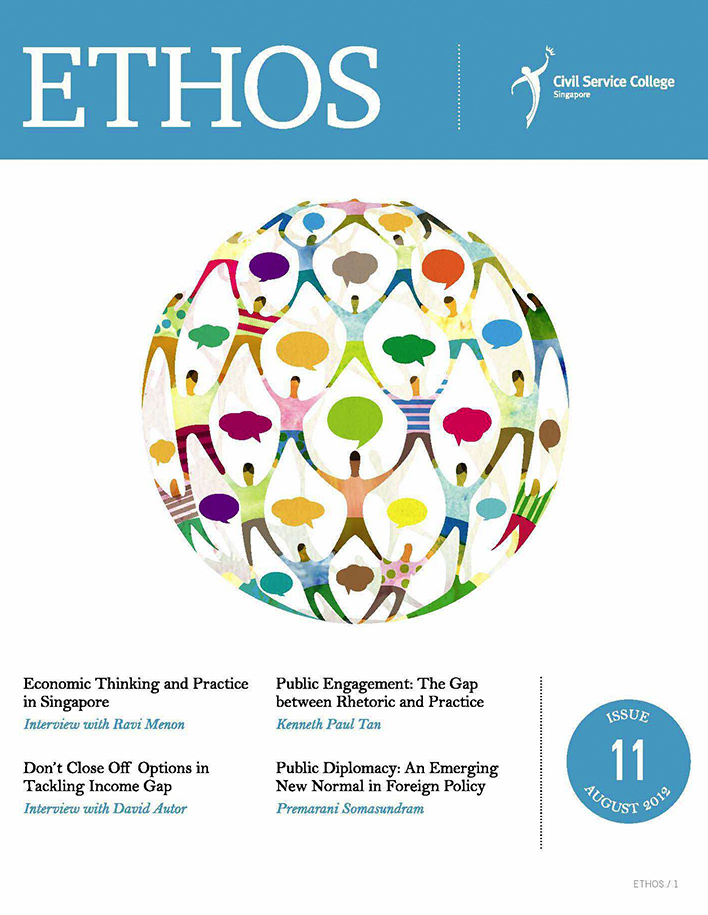 ETHOS
Civil Service College
Singapore
Economic Thinking and Practice
in Singapore
Interview with Ravi Menon
Don't Close Off Options in
Tackling Income Gap
Interview with David Autor
Public Engagement: The Gap
between Rhetoric and Practice
Kenneth Paul Tan
Public Diplomacy: An Emerging
New Normal in Foreign Policy
Premarani Somasundram
ISSUE
11
AUGUST 2012
ETHOS / 1